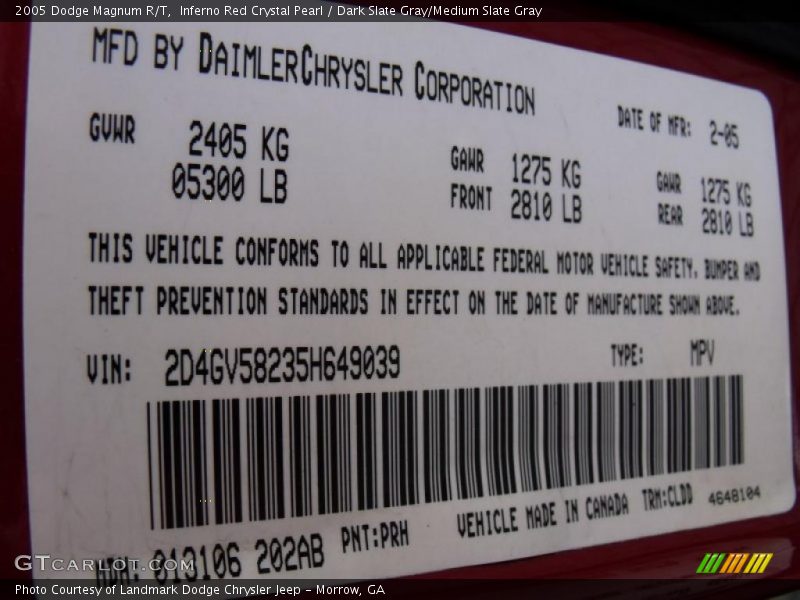 2005 Dodge Magnum R/T, Inferno Red Crystal Pearl / Dark Slate Gray/Medium Slate Gray
MFD BY DAIMLERCHRYSLER CORPORATION
DATE OF MFR: 2-05
GVWR 2405 KG GAWR 1275 KG GAWR 1275 KG
05300 LB FRONT 2810 LB REAR 2810 LB
THIS VEHICLE CONFORMS TO ALL APPLICABLE FEDERAL MOTOR VEHICLE SAFETY, BUMPER AND
THEFT PREVENTION STANDARDS IN EFFECT ON THE DATE OF MANUFACTURE SHOWN ABOVE.
VIN: 2D4GV58235H649039 TYPE: MPV
MDH: 013106 202AB PNT:PRH VEHICLE MADE IN CANADA TRM:CLDD 4648104
GTcarlot.com
Photo Courtesy of Landmark Dodge Chrysler Jeep - Morrow, GA